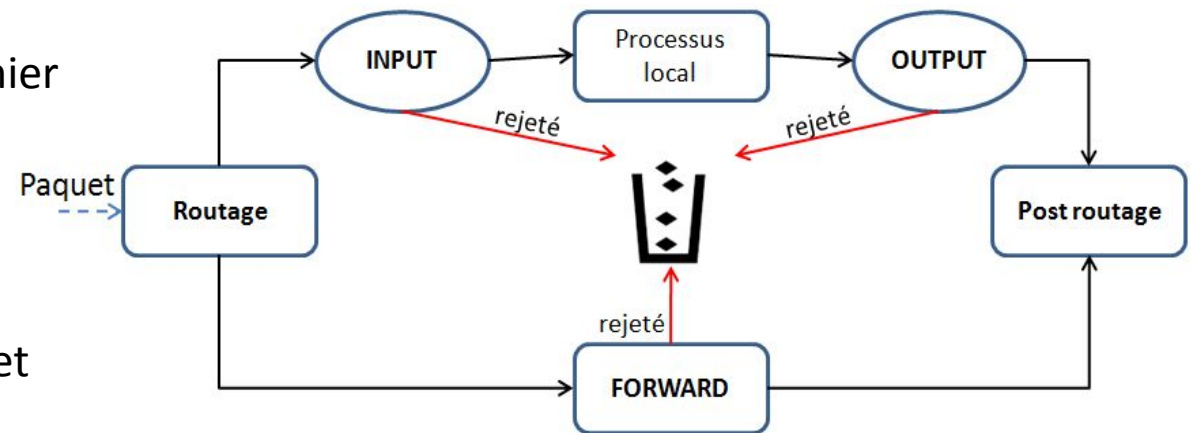 nier
et
Paquet
Routage
INPUT
Processus
local
OUTPUT
rejeté
rejeté
rejeté
FORWARD
Post routage